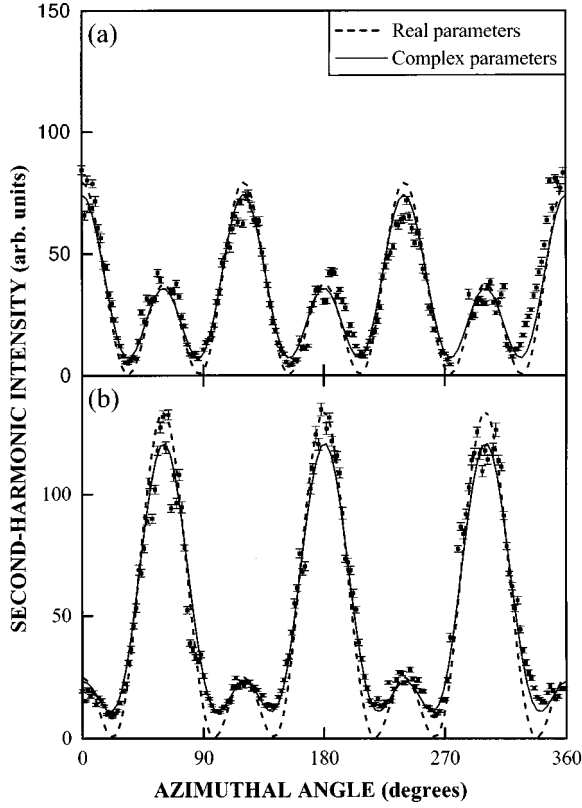 150
(a)
Real parameters
Complex parameters
100
50
0
(b)
100
50
0
0 90 180 270 360
SECOND-HARMONIC INTENSITY (arb. units)
AZIMUTHAL ANGLE (degrees)